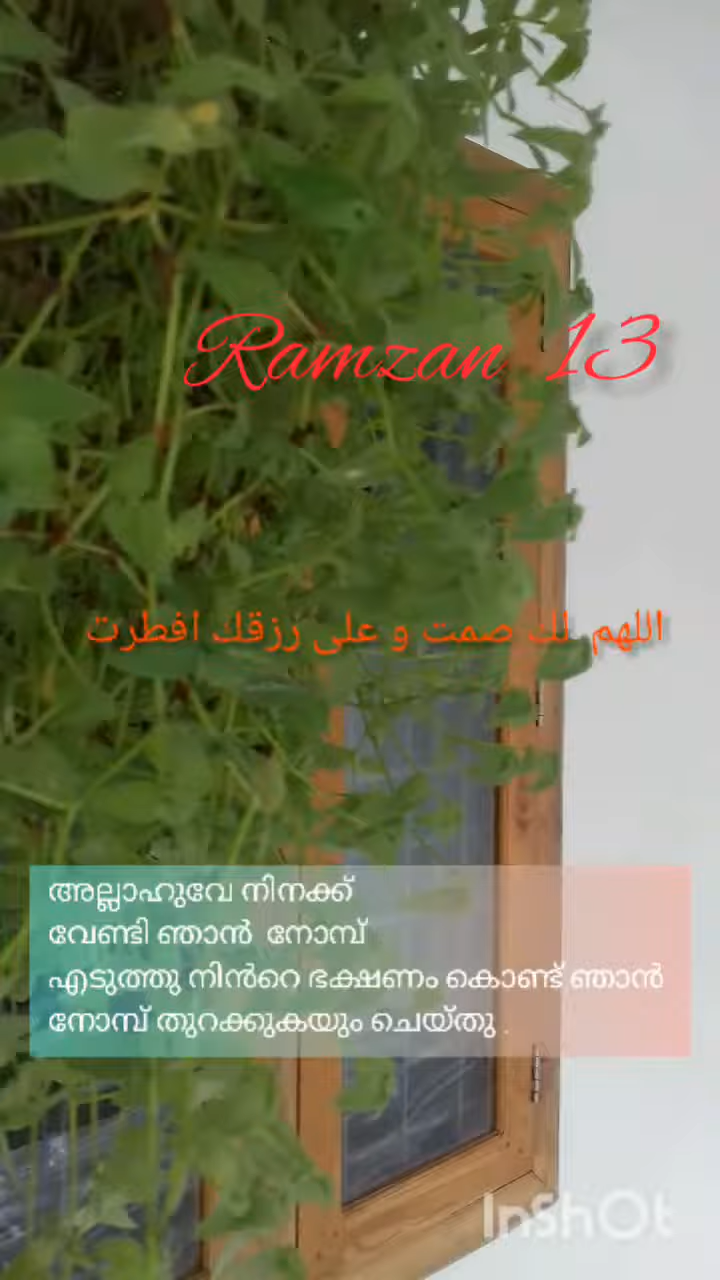 Ramzan 13
اللهم لك صمت و على رزقك افطرت
അല്ലാഹുവേ നിനക്ക്
വേണ്ടി ഞാൻ നോമ്പ്
എടുത്തു നിൻറെ ഭക്ഷണം കൊണ്ട് ഞാൻ
നോമ്പ് തുറക്കുകയും ചെയ്തു .
InShOt